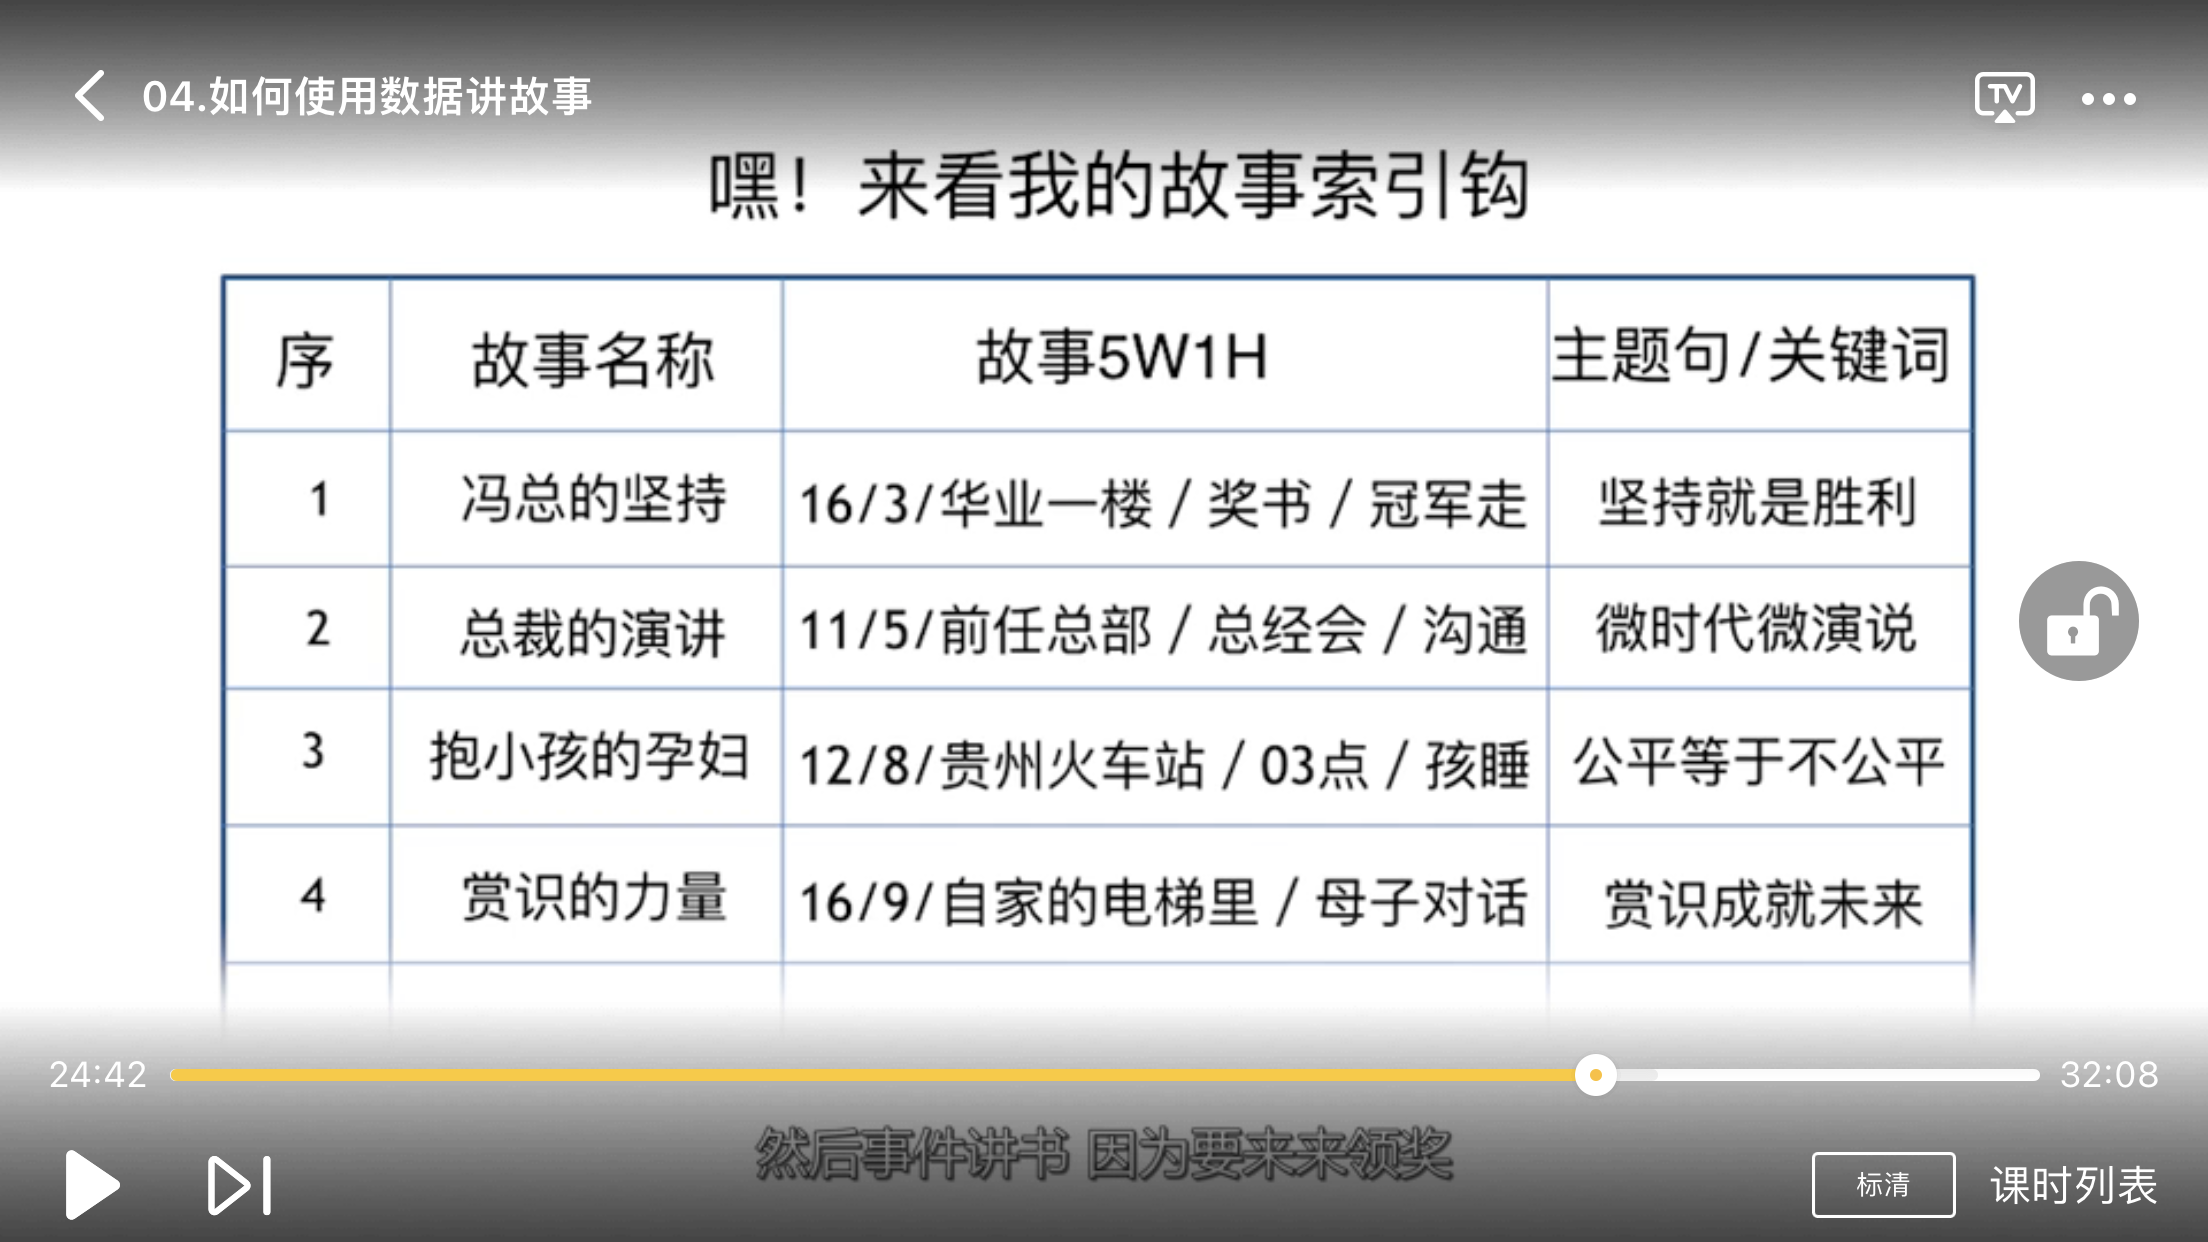 04.如何使用数据讲故事
TV
嘿！来看我的故事索引钩
序 故事名称 故事5W1H 主题句/关键词
1 冯总的坚持 16/3/华业一楼/奖书/冠军走 坚持就是胜利
2 总裁的演讲 11/5/前任总部/总经会/沟通 微时代微演说
3 抱小孩的孕妇 12/8/贵州火车站/03点/孩睡 公平等于不公平
4 赏识的力量 16/9/自家的电梯里/母子对话 赏识成就未来
24:42 32:08
然后事件讲书 因为要来来领奖
标清 课时列表